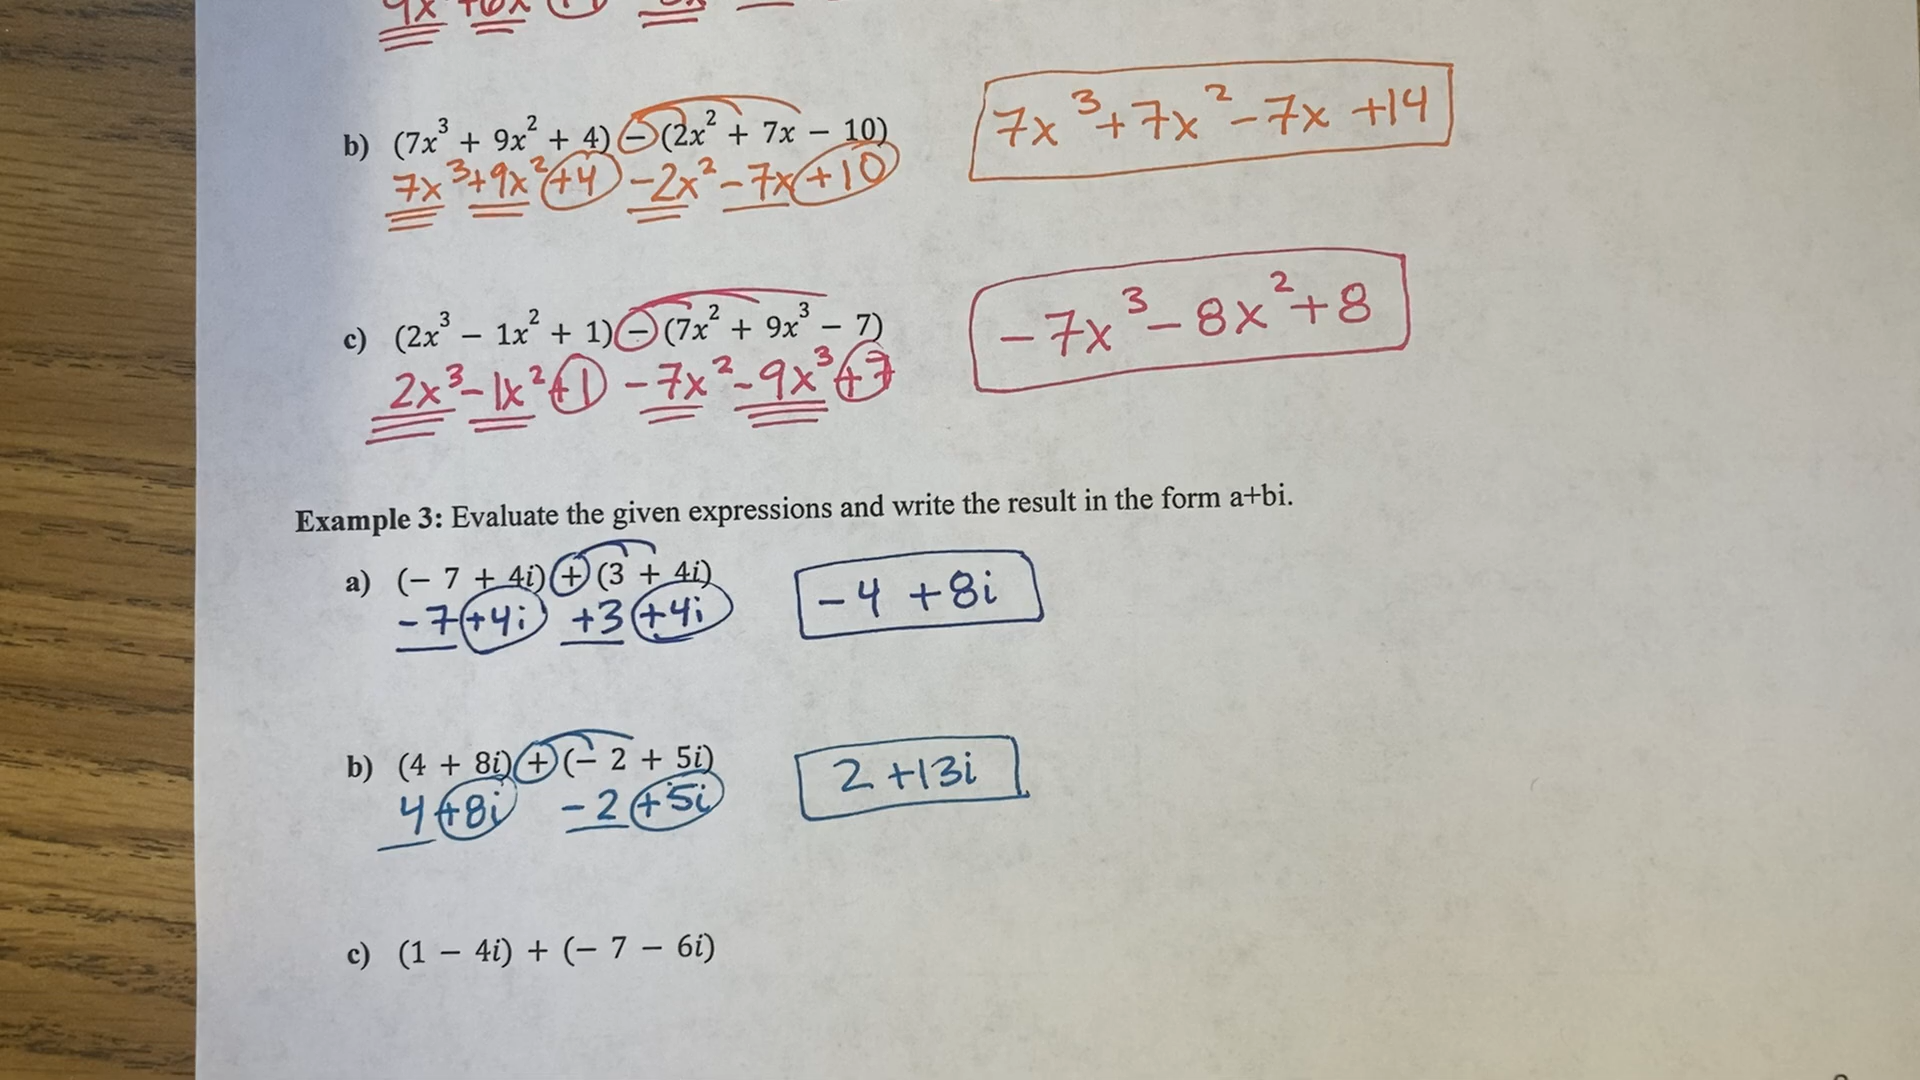 b) (7x³ + 9x² + 4) − (2x² + 7x − 10)
7x³+9x²+4 −2x²−7x+10
7x³+7x²−7x+14
c) (2x³ − 1x² + 1) − (7x² + 9x³ − 7)
2x³−1x²+1 −7x²−9x³+7
−7x³−8x²+8
Example 3: Evaluate the given expressions and write the result in the form a+bi.
a) (− 7 + 4i) + (3 + 4i)
−7+4i +3+4i
−4 +8i
b) (4 + 8i) + (− 2 + 5i)
4+8i −2+5i
2+13i
c) (1 − 4i) + (− 7 − 6i)